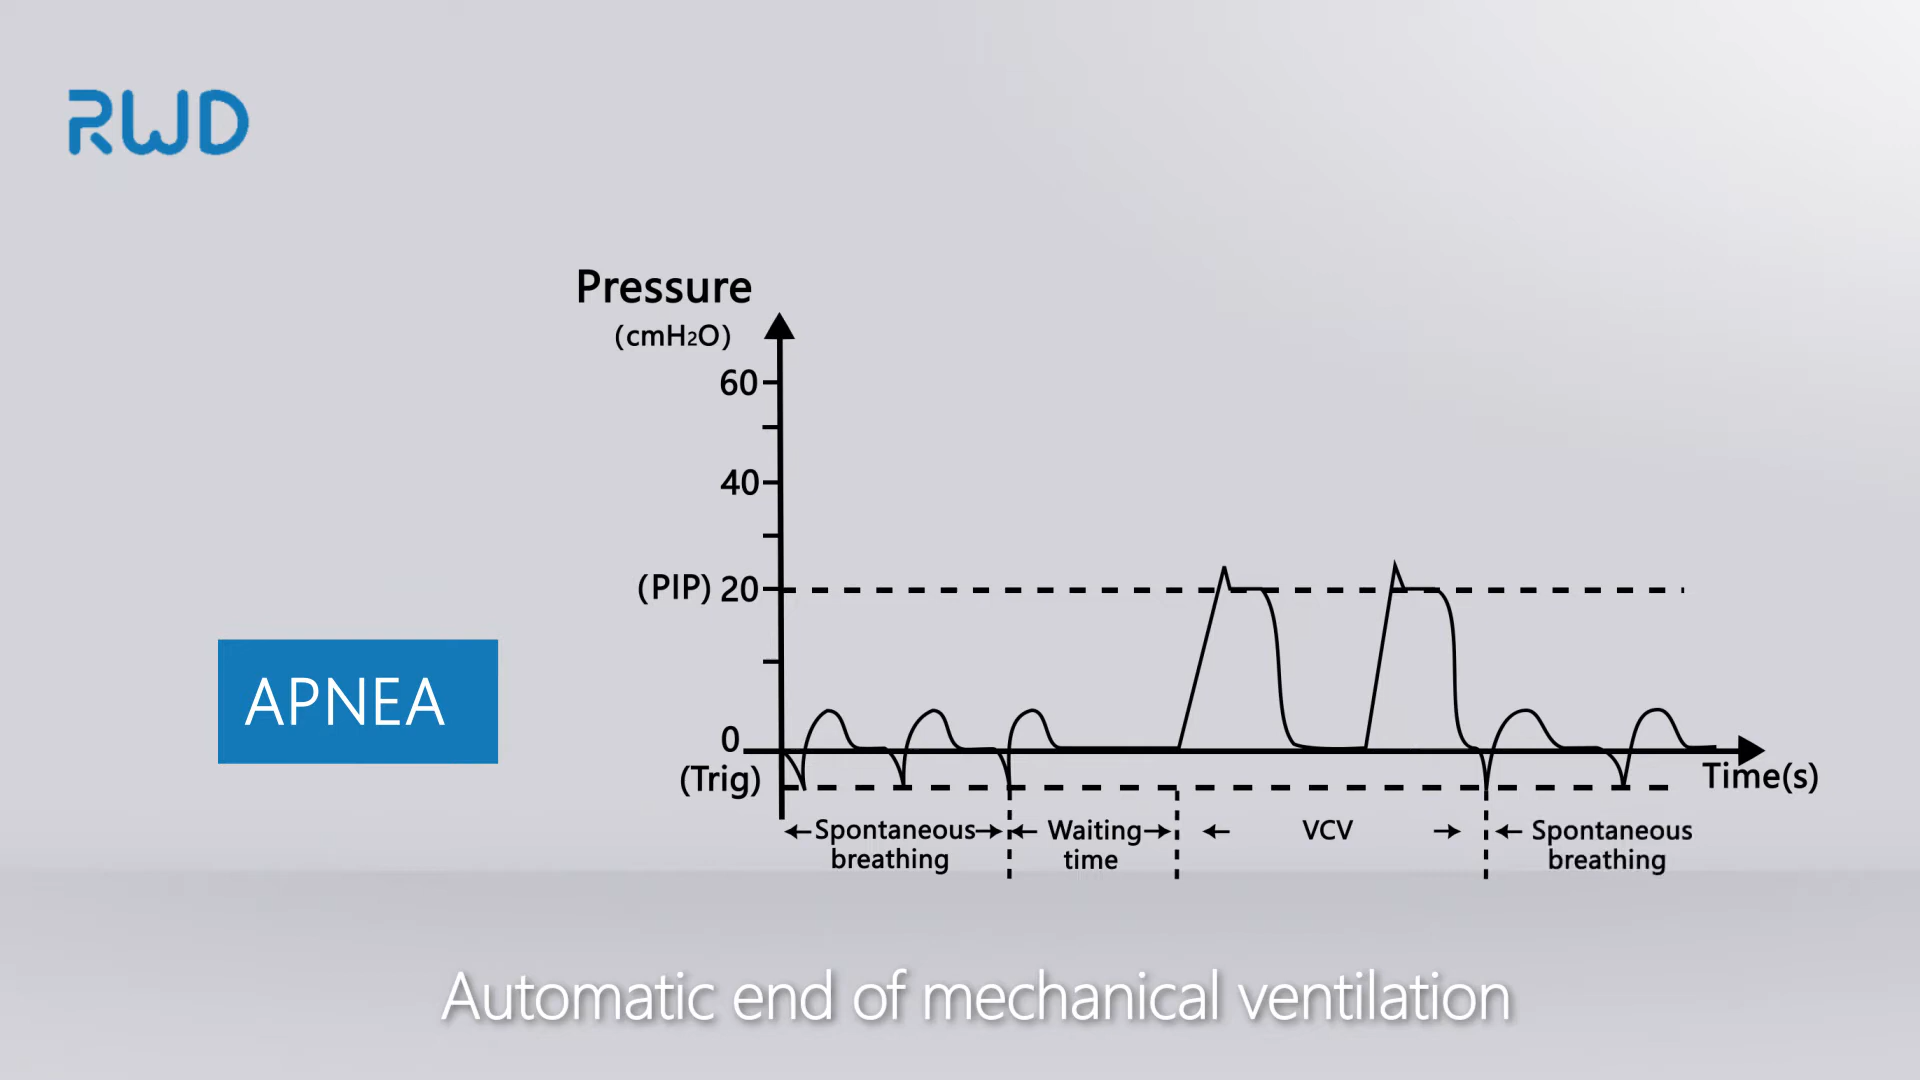 RWD
Pressure
(cmH₂O)
60
40
(PIP) 20
0
(Trig)
Time(s)
Spontaneous breathing
Waiting time
VCV
Spontaneous breathing
APNEA
Automatic end of mechanical ventilation